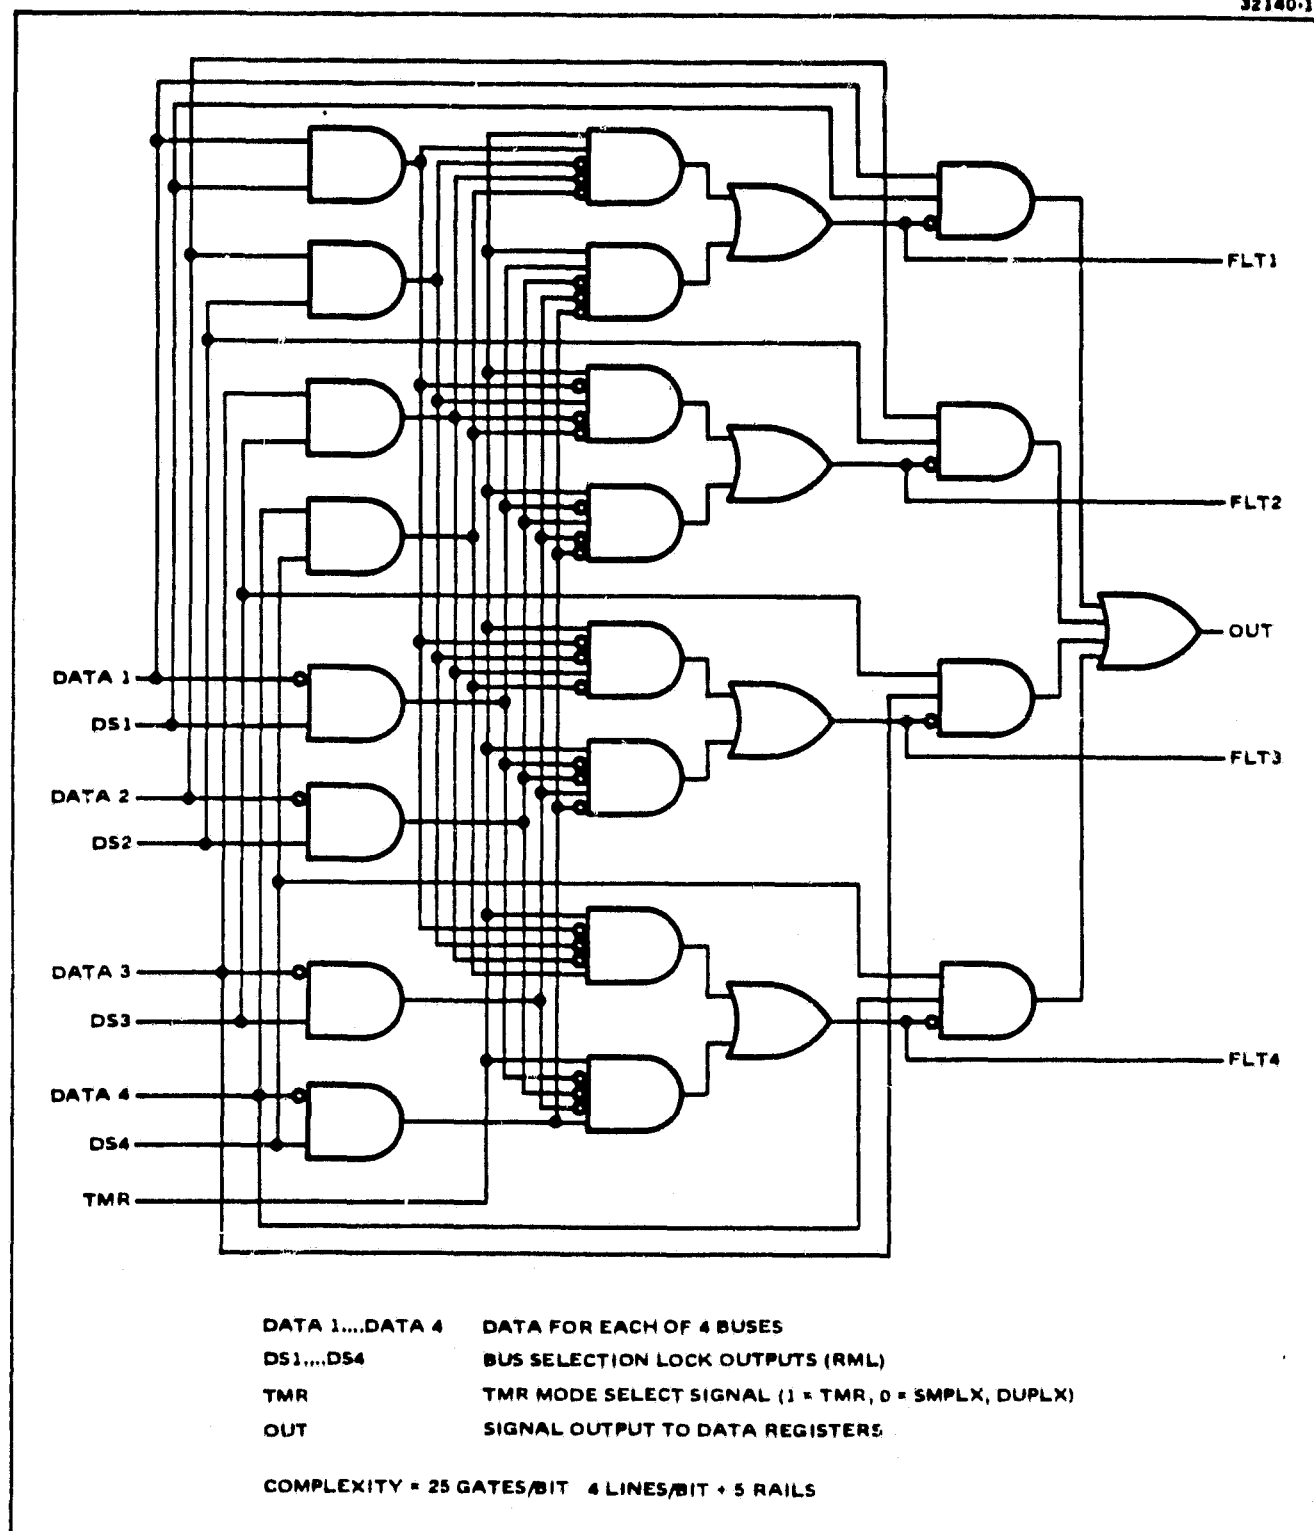 32140-1
FLT1
FLT2
OUT
DATA 1
DS1
FLT3
DATA 2
DS2
DATA 3
DS3
FLT4
DATA 4
DS4
TMR
DATA 1....DATA 4 DATA FOR EACH OF 4 BUSES
DS1....DS4 BUS SELECTION LOCK OUTPUTS (RML)
TMR TMR MODE SELECT SIGNAL (1 = TMR, 0 = SMPLX, DUPLX)
OUT SIGNAL OUTPUT TO DATA REGISTERS
COMPLEXITY = 25 GATES/BIT 4 LINES/BIT + 5 RAILS